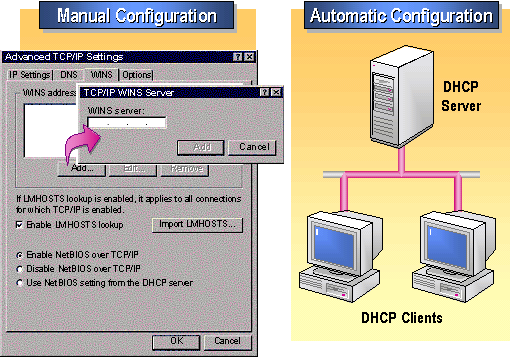 Manual Configuration
Advanced TCP/IP Settings
IP Settings DNS WINS Options
WINS address
TCP/IP WINS Server
WINS server:
. . .
Add Cancel
Add... Edit... Remove
If LMHOSTS lookup is enabled, it applies to all connections
for which TCP/IP is enabled.
Enable LMHOSTS lookup Import LMHOSTS...
Enable NetBIOS over TCP/IP
Disable NetBIOS over TCP/IP
Use NetBIOS setting from the DHCP server
OK Cancel
Automatic Configuration
DHCP
Server
DHCP Clients